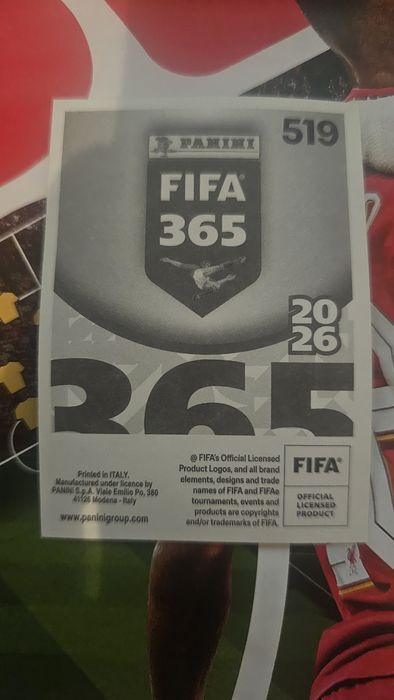 519
PANINI
FIFA®
365
20
26
365
@ FIFA's Official Licensed
Product Logos, and all brand
elements, designs and trade
names of FIFA and FIFAe
tournaments, events and
products are copyrights
and/or trademarks of FIFA.
Printed in ITALY.
Manufactured under licence by
PANINI S.p.A. Viale Emilio Po, 380
41126 Modena - Italy
www.paninigroup.com
FIFA®
OFFICIAL
LICENSED
PRODUCT